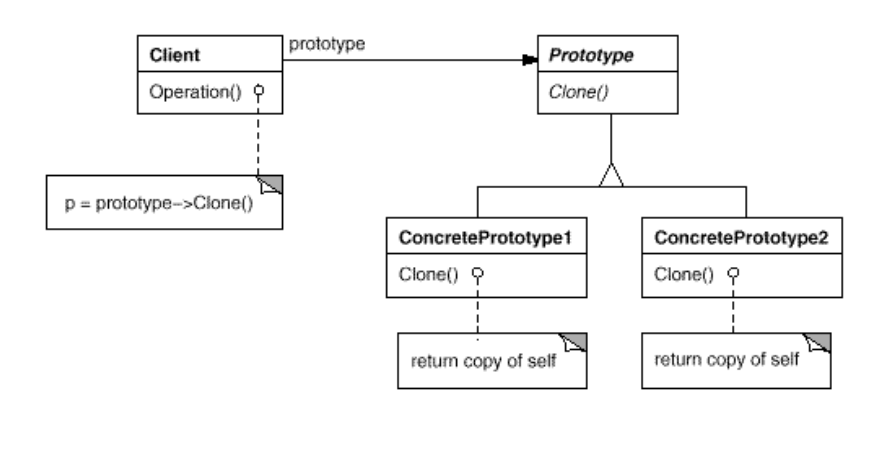 Client
prototype
Prototype
Operation()
Clone()
p = prototype−>Clone()
ConcretePrototype1
ConcretePrototype2
Clone()
Clone()
return copy of self
return copy of self